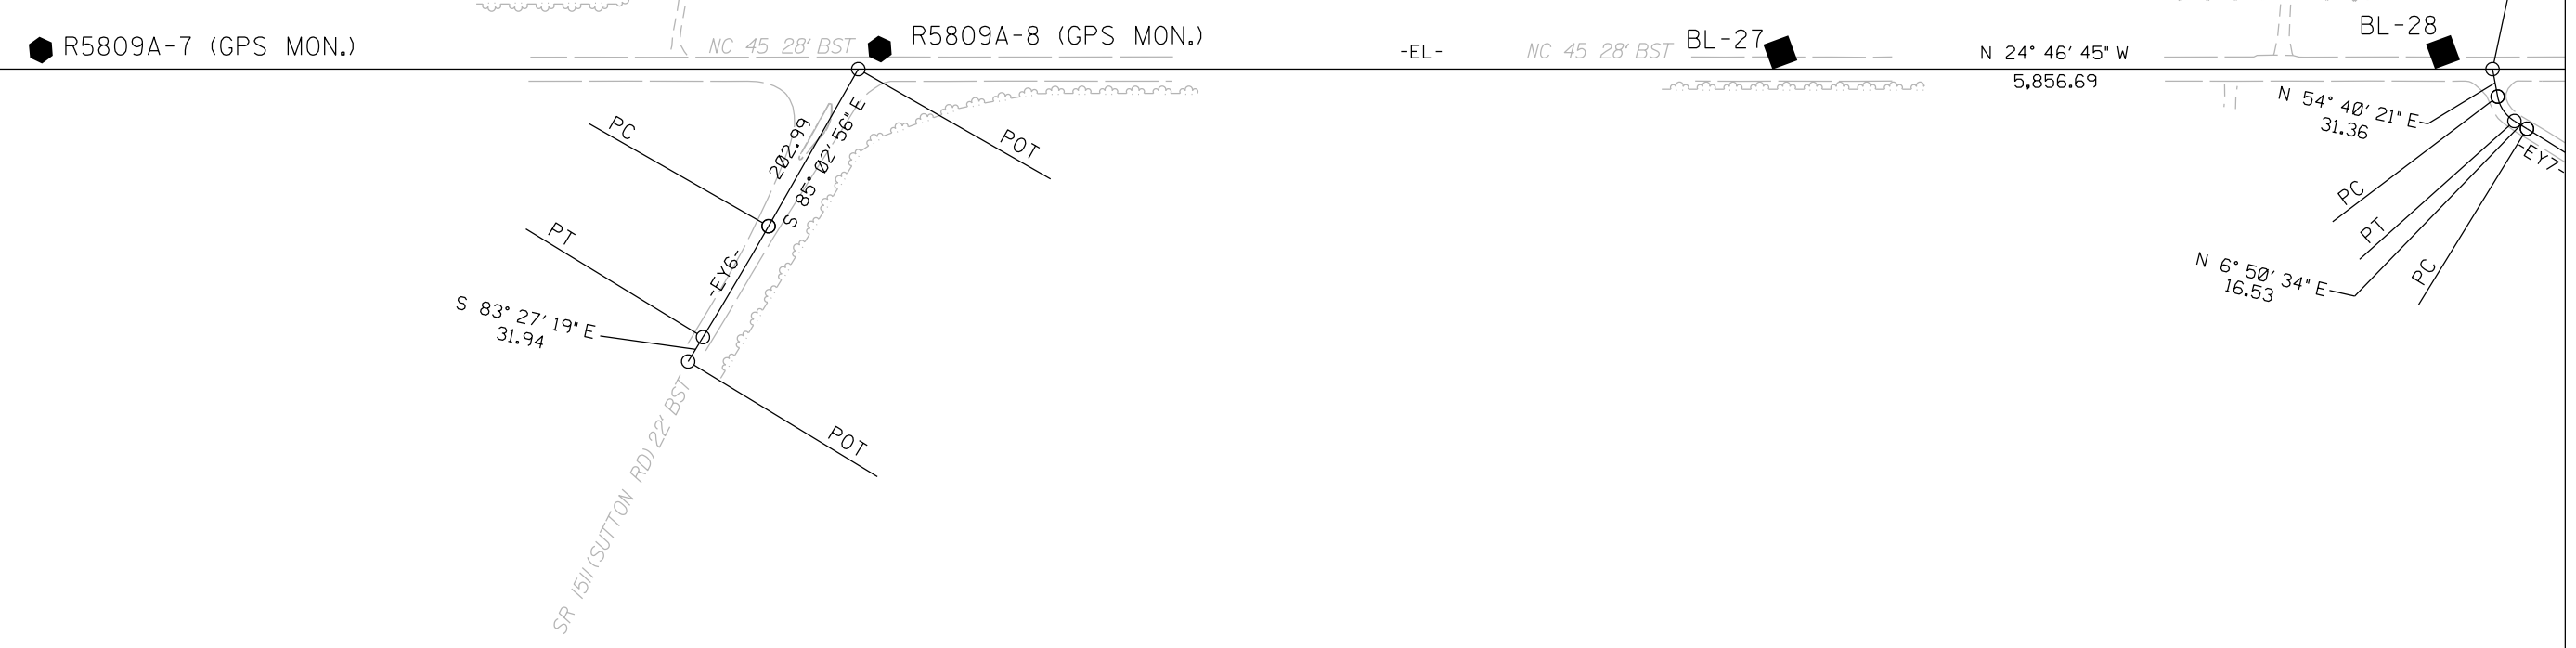 R5809A-7 (GPS MON.)
NC 45 28' BST
R5809A-8 (GPS MON.)
-EL-
NC 45 28' BST
BL-27
N 24° 46' 45" W
5,856.69
BL-28
PC
202.99
S 85° 02' 56" E
POT
PT
-EY6-
S 83° 27' 19" E
31.94
POT
SR 1511 (SUTTON RD) 22' BST
N 54° 40' 21" E
31.36
-EY7-
PC
PT
N 6° 50' 34" E
16.53
PC